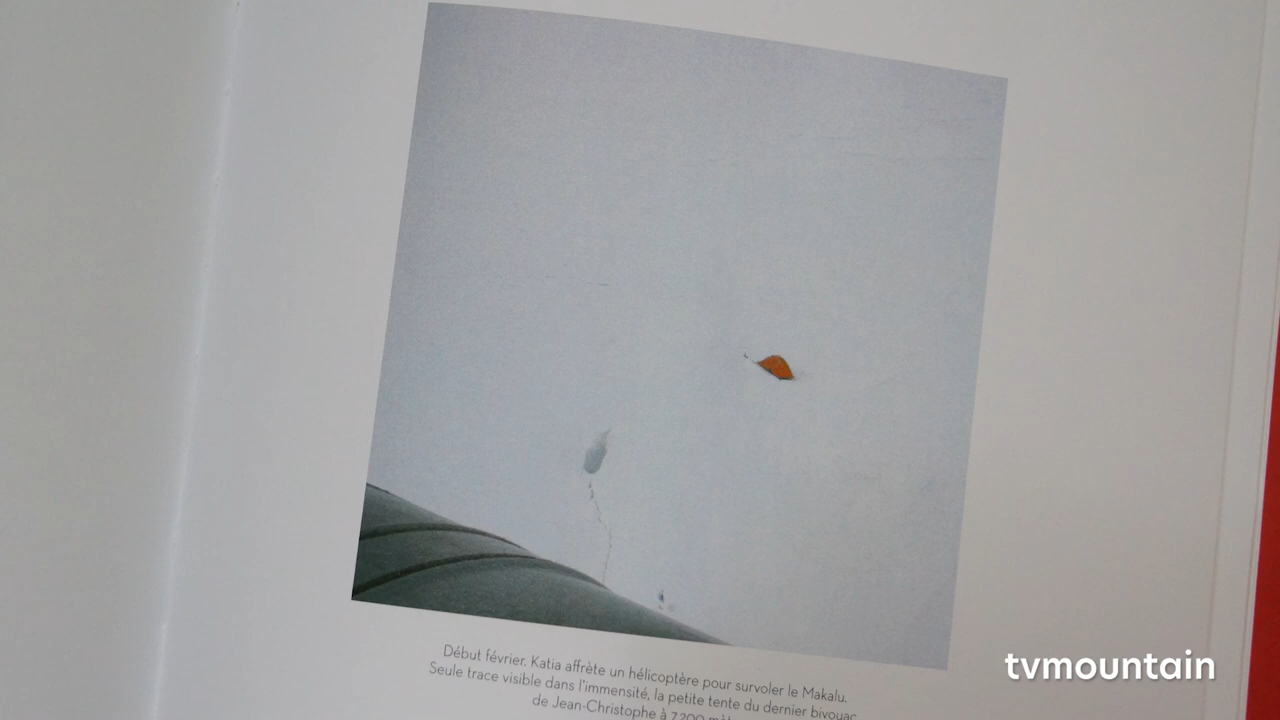 Début février. Katia affrète un hélicoptère pour survoler le Makalu.
Seule trace visible dans l'immensité, la petite tente du dernier bivouac
de Jean-Christophe à 7200
tvmountain